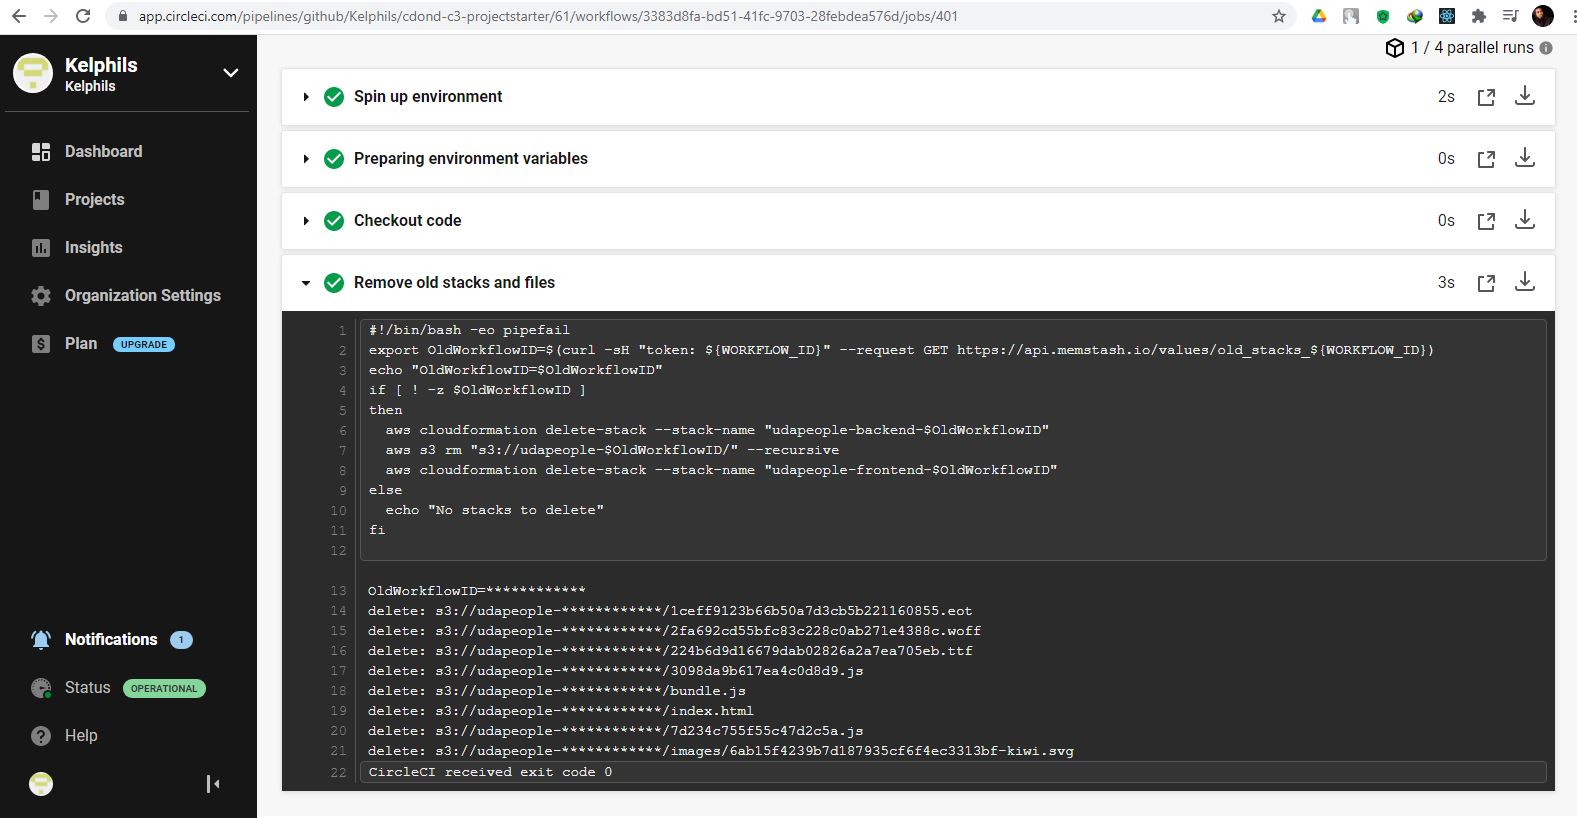 app.circleci.com/pipelines/github/Kelphils/cdond-c3-projectstarter/61/workflows/3383d8fa-bd51-41fc-9703-28febdea576d/jobs/401
Kelphils
Kelphils
Dashboard
Projects
Insights
Organization Settings
Plan UPGRADE
Notifications 1
Status OPERATIONAL
Help
1 / 4 parallel runs
Spin up environment 2s
Preparing environment variables 0s
Checkout code 0s
Remove old stacks and files 3s
1 #!/bin/bash -eo pipefail
2 export OldWorkflowID=$(curl -sH "token: ${WORKFLOW_ID}" --request GET https://api.memstash.io/values/old_stacks_${WORKFLOW_ID})
3 echo "OldWorkflowID=$OldWorkflowID"
4 if [ ! -z $OldWorkflowID ]
5 then
6   aws cloudformation delete-stack --stack-name "udapeople-backend-$OldWorkflowID"
7   aws s3 rm "s3://udapeople-$OldWorkflowID/" --recursive
8   aws cloudformation delete-stack --stack-name "udapeople-frontend-$OldWorkflowID"
9 else
10   echo "No stacks to delete"
11 fi
12
13 OldWorkflowID=************
14 delete: s3://udapeople-************/1ceff9123b66b50a7d3cb5b221160855.eot
15 delete: s3://udapeople-************/2fa692cd55bfc83c228c0ab271e4388c.woff
16 delete: s3://udapeople-************/224b6d9d16679dab02826a2a7ea705eb.ttf
17 delete: s3://udapeople-************/3098da9b617ea4c0d8d9.js
18 delete: s3://udapeople-************/bundle.js
19 delete: s3://udapeople-************/index.html
20 delete: s3://udapeople-************/7d234c755f55c47d2c5a.js
21 delete: s3://udapeople-************/images/6ab15f4239b7d187935cf6f4ec3313bf-kiwi.svg
22 CircleCI received exit code 0